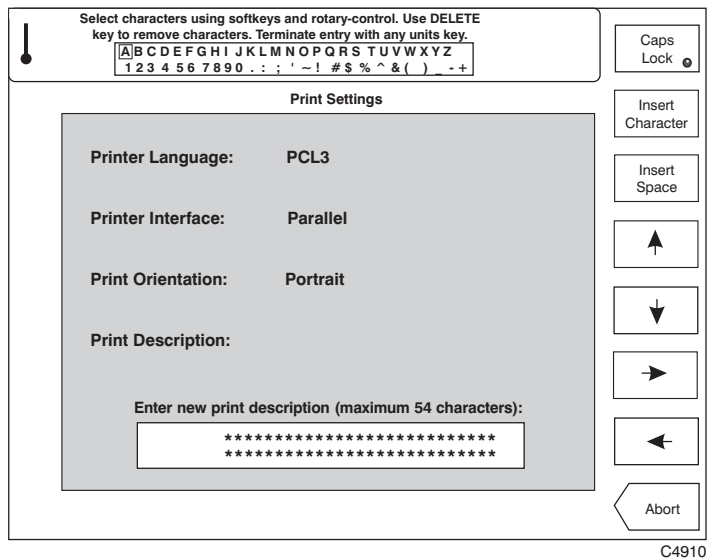 Select characters using softkeys and rotary-control. Use DELETE
key to remove characters. Terminate entry with any units key.
A B C D E F G H I J K L M N O P Q R S T U V W X Y Z
1 2 3 4 5 6 7 8 9 0 . : ; ' ~ ! # $ % ^ & ( ) _ - +
Caps
Lock
Print Settings
Insert
Character
Printer Language: PCL3
Insert
Space
Printer Interface: Parallel
Print Orientation: Portrait
Print Description:
Enter new print description (maximum 54 characters):
***************************
***************************
Abort
C4910